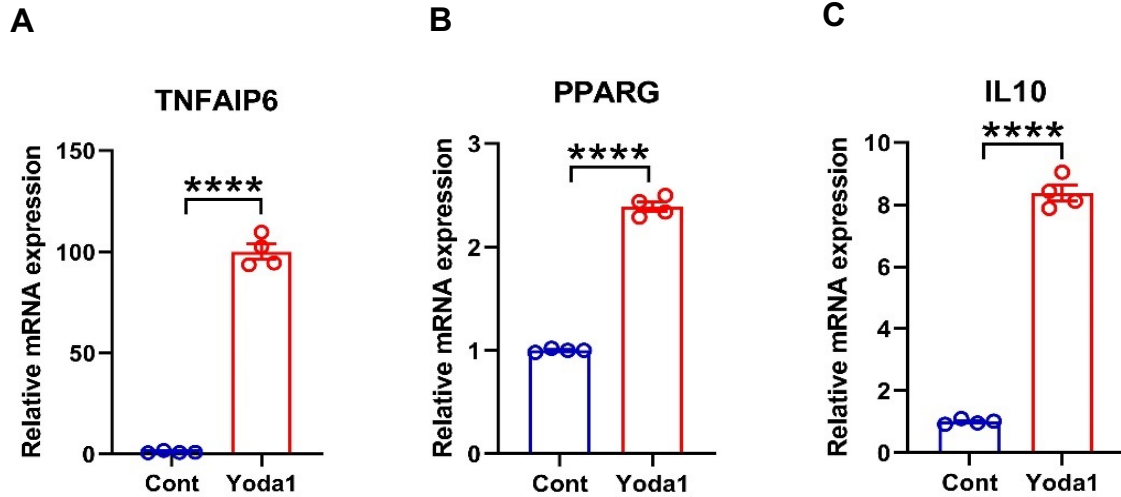 A
B
C
TNFAIP6
Relative mRNA expression
150
100
50
0
****
Cont Yoda1
PPARG
Relative mRNA expression
3
2
1
0
****
Cont Yoda1
IL10
Relative mRNA expression
10
8
6
4
2
0
****
Cont Yoda1